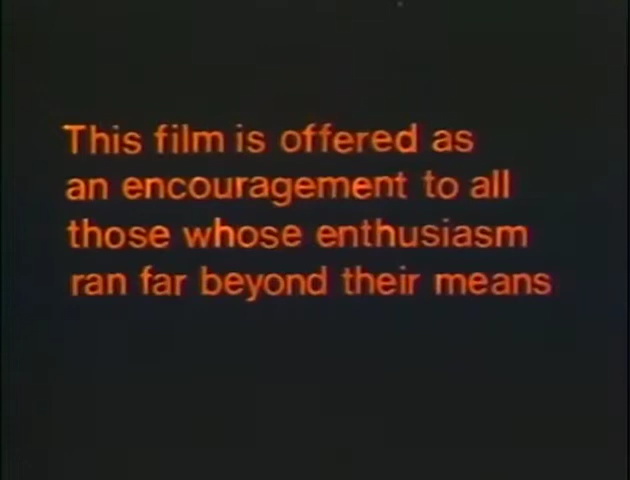 This film is offered as
an encouragement to all
those whose enthusiasm
ran far beyond their means